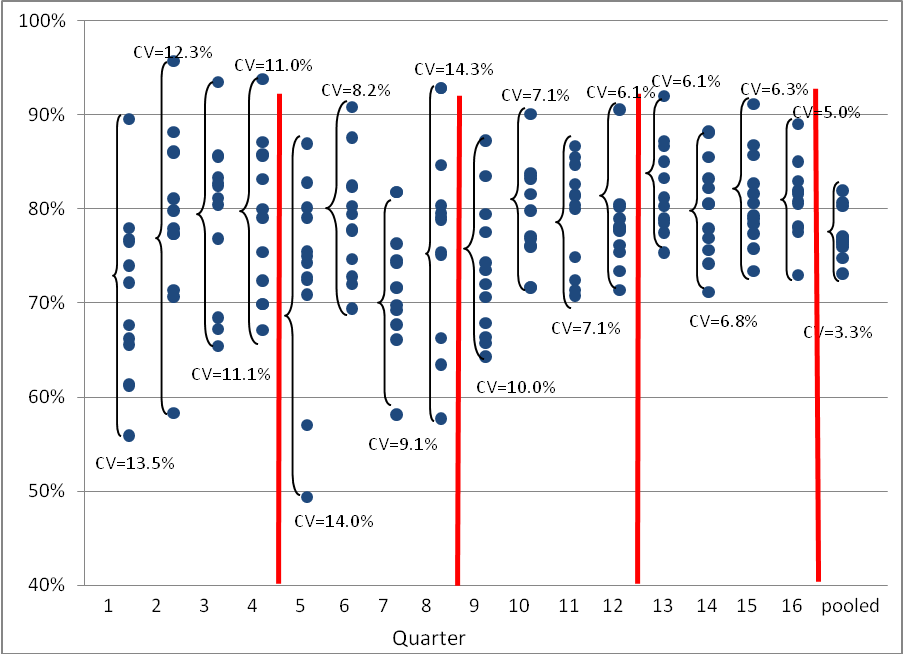 100%
CV=12.3%
CV=11.0%
CV=14.3%
CV=8.2%
CV=7.1%
CV=6.1%
CV=6.1%
CV=6.3%
CV=5.0%
90%
80%
70%
CV=7.1%
CV=6.8%
CV=3.3%
CV=11.1%
CV=10.0%
60%
CV=9.1%
CV=13.5%
50%
CV=14.0%
40%
1 2 3 4 5 6 7 8 9 10 11 12 13 14 15 16 pooled
Quarter